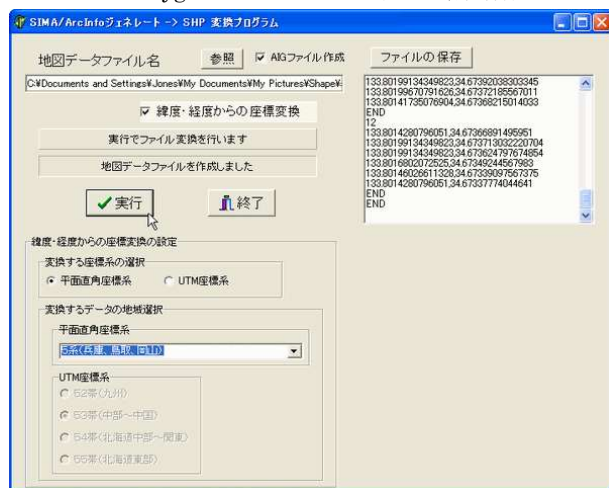 SIMA/ArcInfoジェネレート -> SHP 変換プログラム
地図データファイル名
参照
AIGファイル作成
ファイルの保存
C:¥Documents and Settings¥Jones¥My Documents¥My Pictures¥Shape¥
緯度・経度からの座標変換
実行でファイル変換を行います
地図データファイルを作成しました
実行
終了
133.80199134349823,34.67392038303345
133.80199670791626,34.67372185567011
133.80141735076904,34.67368215014033
END
12
133.8014280796051,34.67366891495951
133.80199134349823,34.673713032220704
133.80199134349823,34.673624797674854
133.8016802072525,34.67349244567983
133.80146026611328,34.67339097567375
133.8014280796051,34.67337774044641
END
END
緯度・経度からの座標変換の設定
変換する座標系の選択
平面直角座標系
UTM座標系
変換するデータの地域選択
平面直角座標系
5系(兵庫、鳥取、岡山)
UTM座標系
52帯(九州)
53帯(中部~中国)
54帯(北海道中部~関東)
55帯(北海道東部)